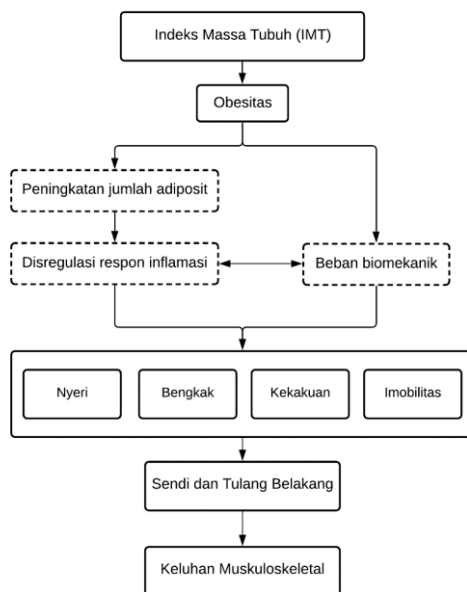 Indeks Massa Tubuh (IMT)
Obesitas
Peningkatan jumlah adiposit
Disregulasi respon inflamasi
Beban biomekanik
Nyeri
Bengkak
Kekakuan
Imobilitas
Sendi dan Tulang Belakang
Keluhan Muskuloskeletal